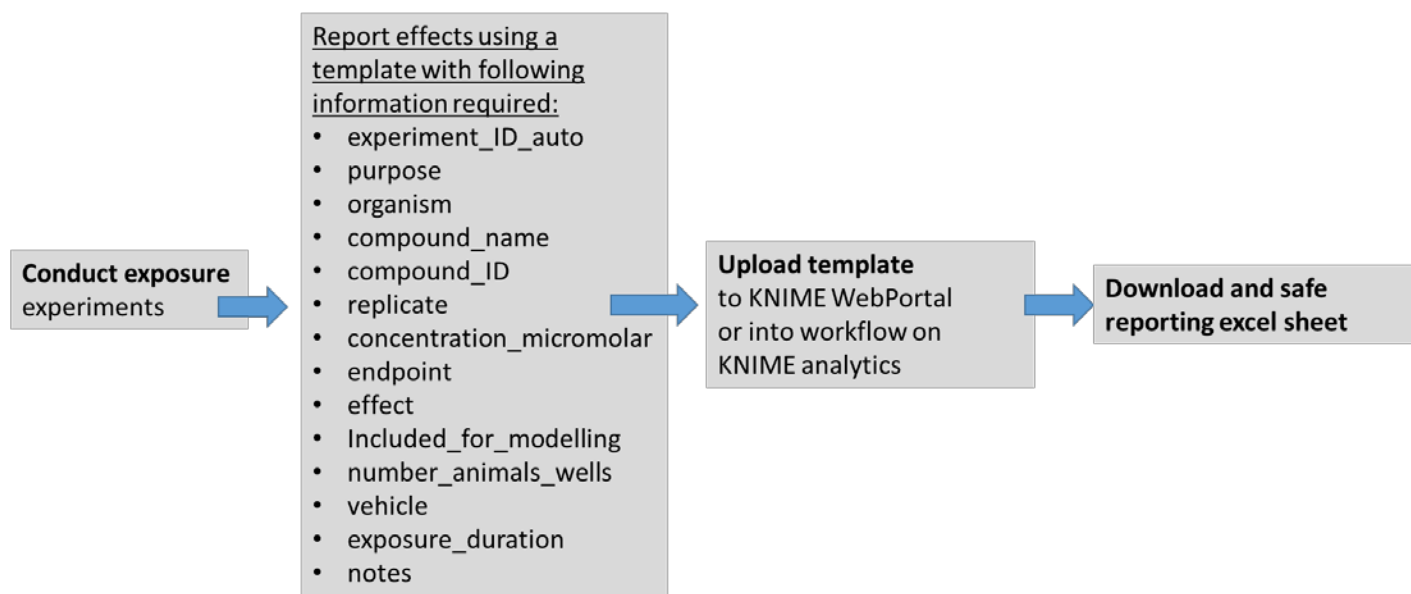 Conduct exposure
experiments
Report effects using a
template with following
information required:
• experiment_ID_auto
• purpose
• organism
• compound_name
• compound_ID
• replicate
• concentration_micromolar
• endpoint
• effect
• Included_for_modelling
• number_animals_wells
• vehicle
• exposure_duration
• notes
Upload template
to KNIME WebPortal
or into workflow on
KNIME analytics
Download and safe
reporting excel sheet